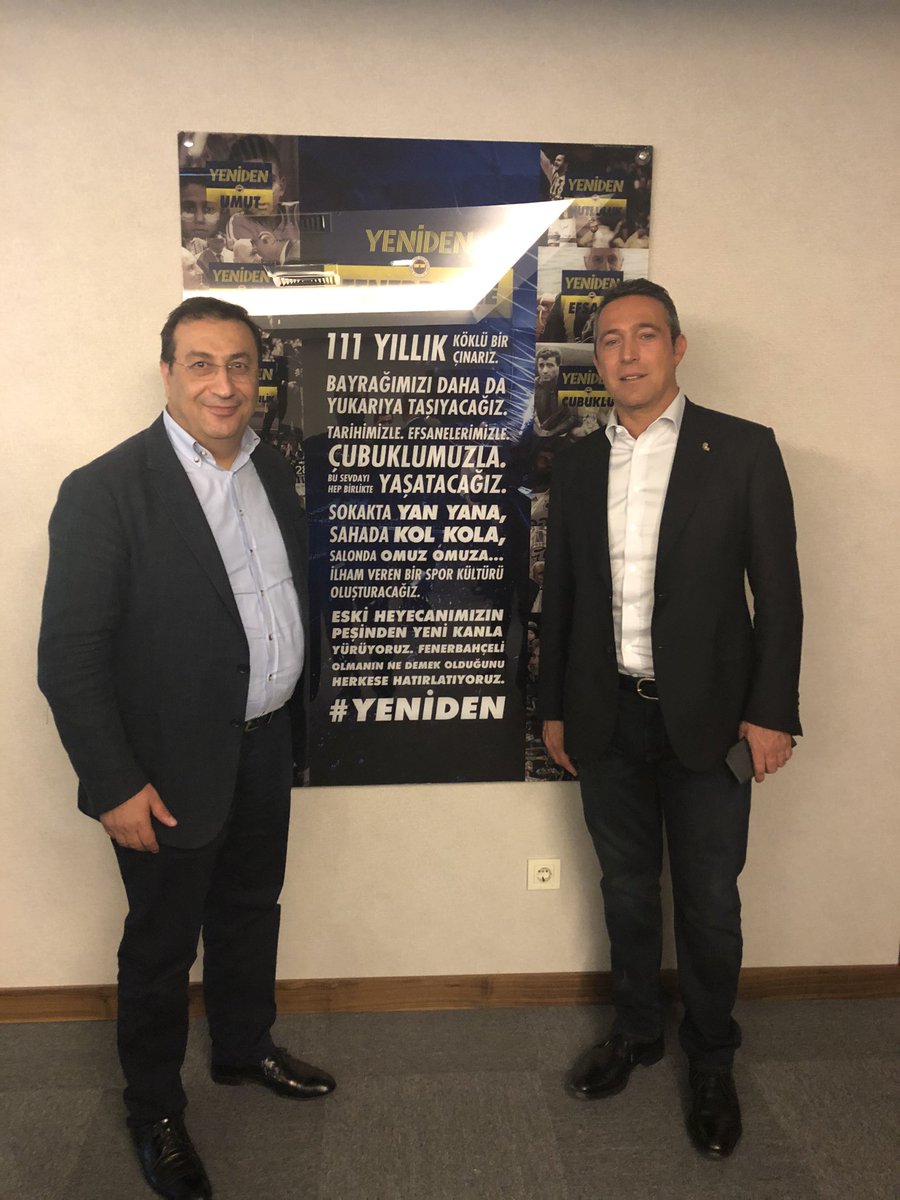 YENİDEN
UMUT
YENİDEN
YENİDEN
YENİDEN
YENİDEN
YENİDEN
ÇUBUKLU
111 YILLIK KÖKLÜ BİR
ÇINARIZ.
BAYRAĞIMIZI DAHA DA
YUKARIYA TAŞIYACAĞIZ.
TARİHİMİZLE. EFSANELERİMİZLE.
ÇUBUKLUMUZLA.
BU SEVDAYI
HEP BİRLİKTE YAŞATACAĞIZ.
SOKAKTA YAN YANA,
SAHADA KOL KOLA,
SALONDA OMUZ OMUZA...
İLHAM VEREN BİR SPOR KÜLTÜRÜ
OLUŞTURACAĞIZ.
ESKİ HEYECANIMIZIN
PEŞİNDEN YENİ KANLA
YÜRÜYORUZ. FENERBAHÇELİ
OLMANIN NE DEMEK OLDUĞUNU
HERKESE HATIRLATIYORUZ.
#YENİDEN